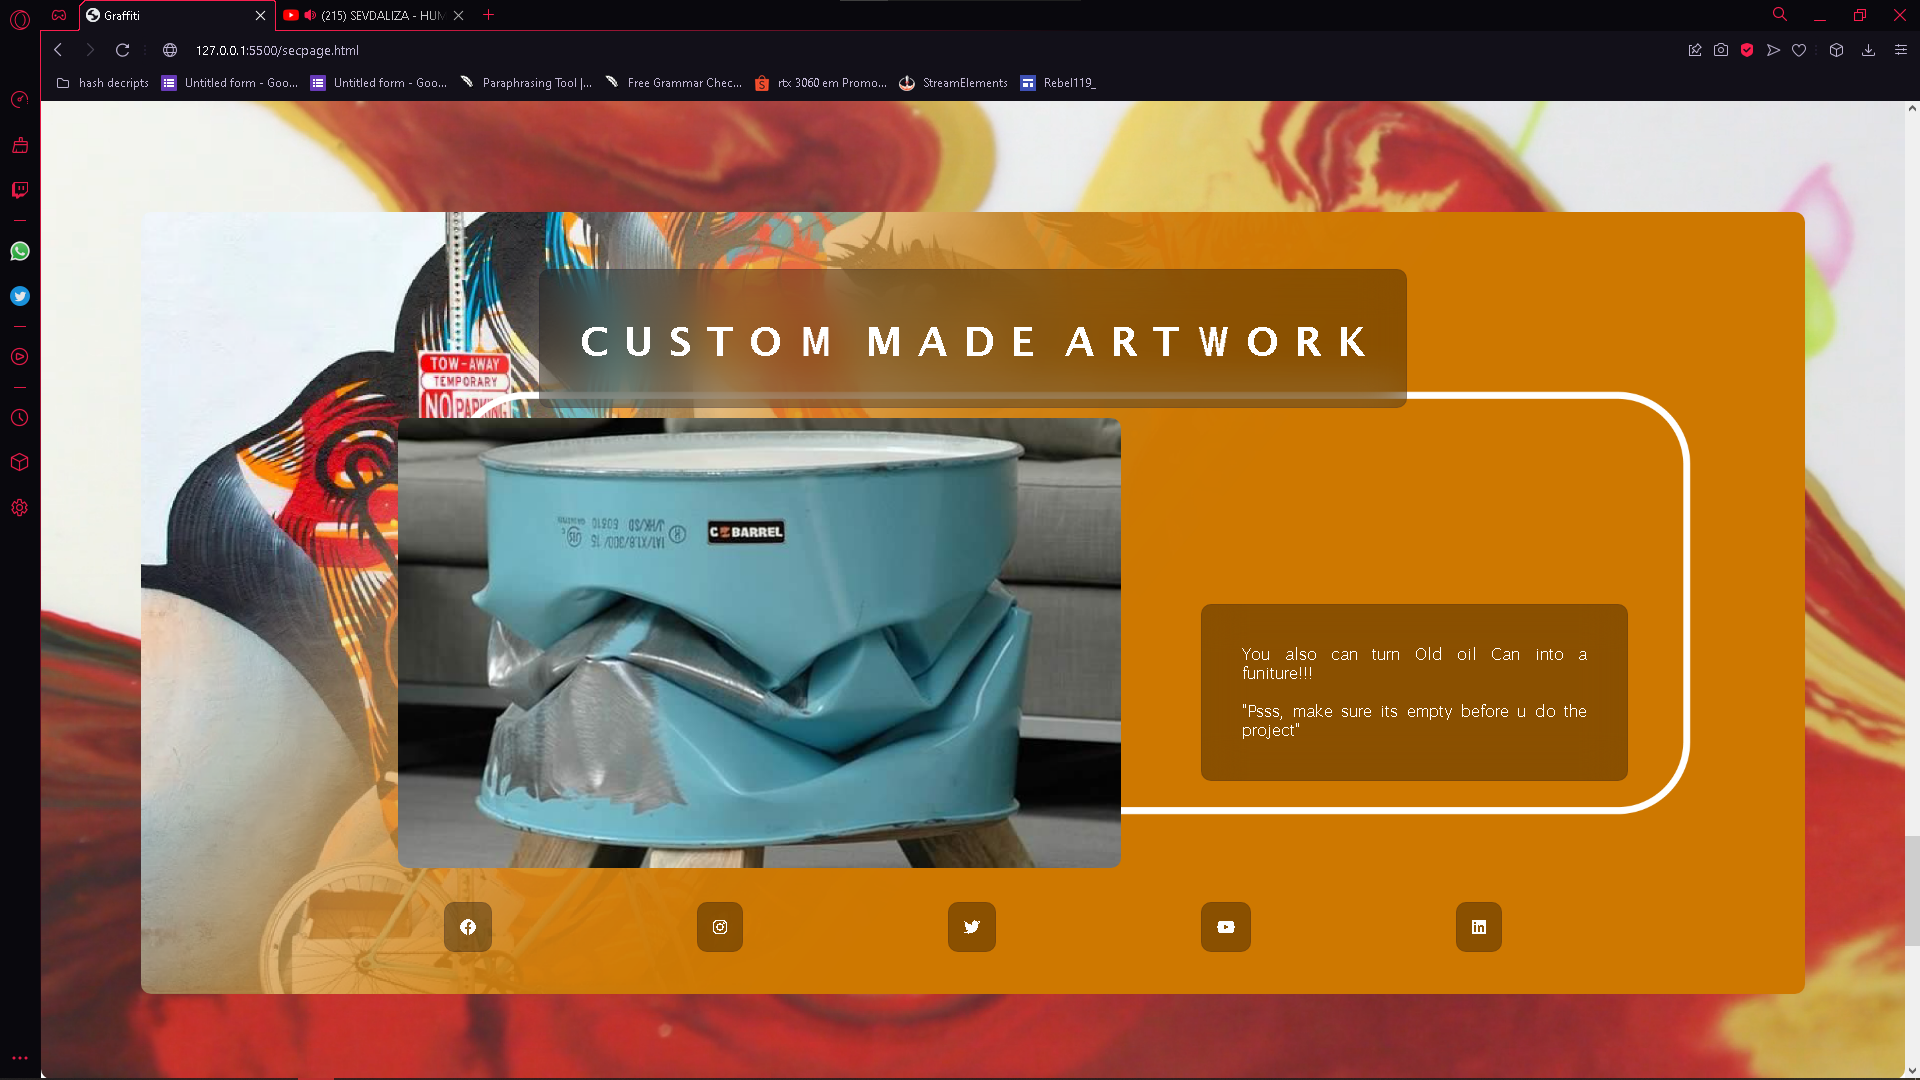 Graffiti
(215) SEVDALIZA - HUM
127.0.0.1:5500/secpage.html
hash decripts
Untitled form - Goo...
Untitled form - Goo...
Paraphrasing Tool |...
Free Grammar Chec...
rtx 3060 em Promo...
StreamElements
Rebel119_
CUSTOM MADE ARTWORK
TOW-AWAY
TEMPORARY
NO PARKING
BARREL
You also can turn Old oil Can into a
funiture!!!
"Psss, make sure its empty before u do the
project"